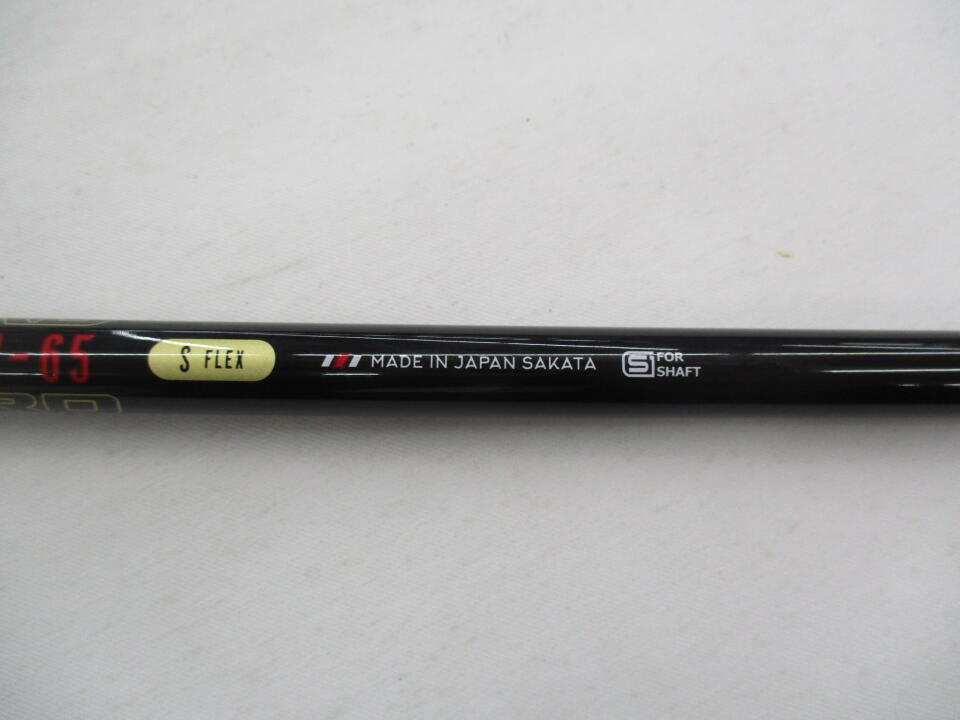 -65
S FLEX
MADE IN JAPAN SAKATA
S FOR
SHAFT